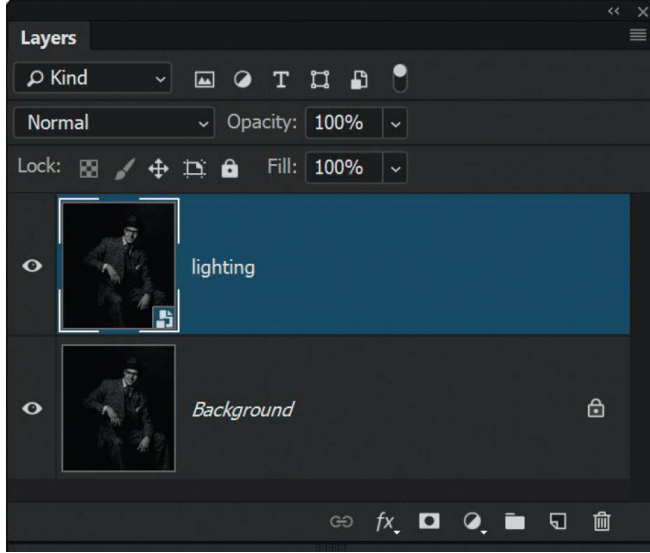 Layers
Kind
T
Normal Opacity: 100%
Lock: Fill: 100%
lighting
Background
fx